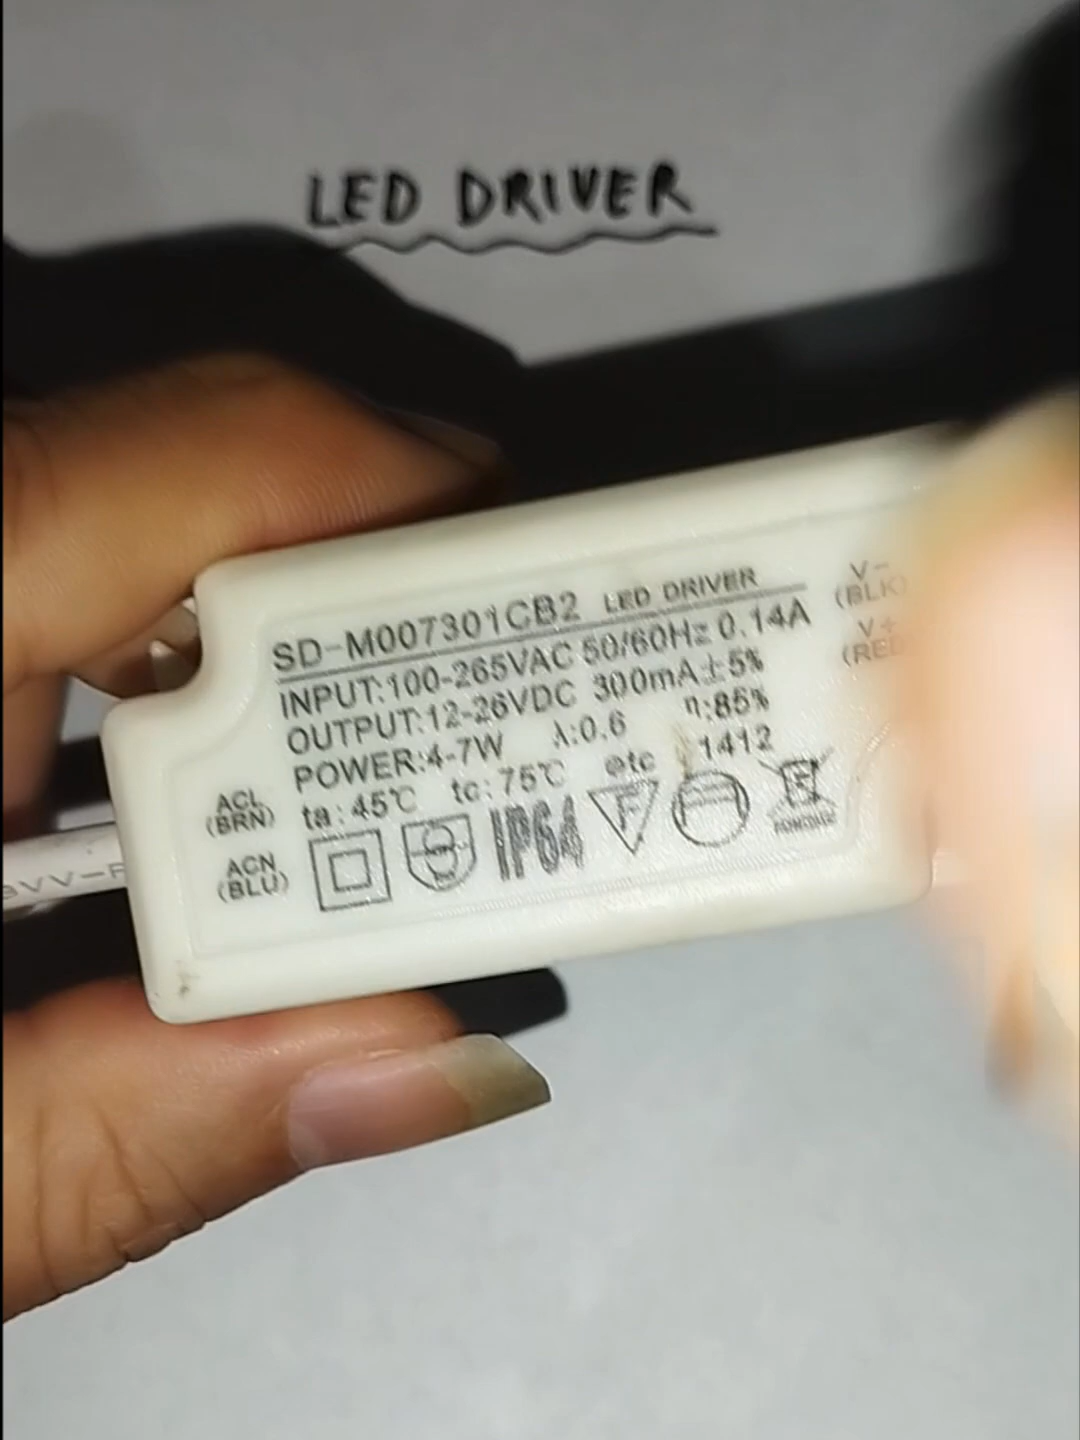 LED DRIVER
SD-M007301CB2 LED DRIVER
INPUT:100-265VAC 50/60Hz 0.14A
OUTPUT:12-26VDC 300mA±5%
POWER:4-7W λ:0.6 η:85%
ta:45℃ tc:75℃ etc 1412
IP64
F
ACL
(BRN)
ACN
(BLU)
V-
(BLK)
V+
(RED